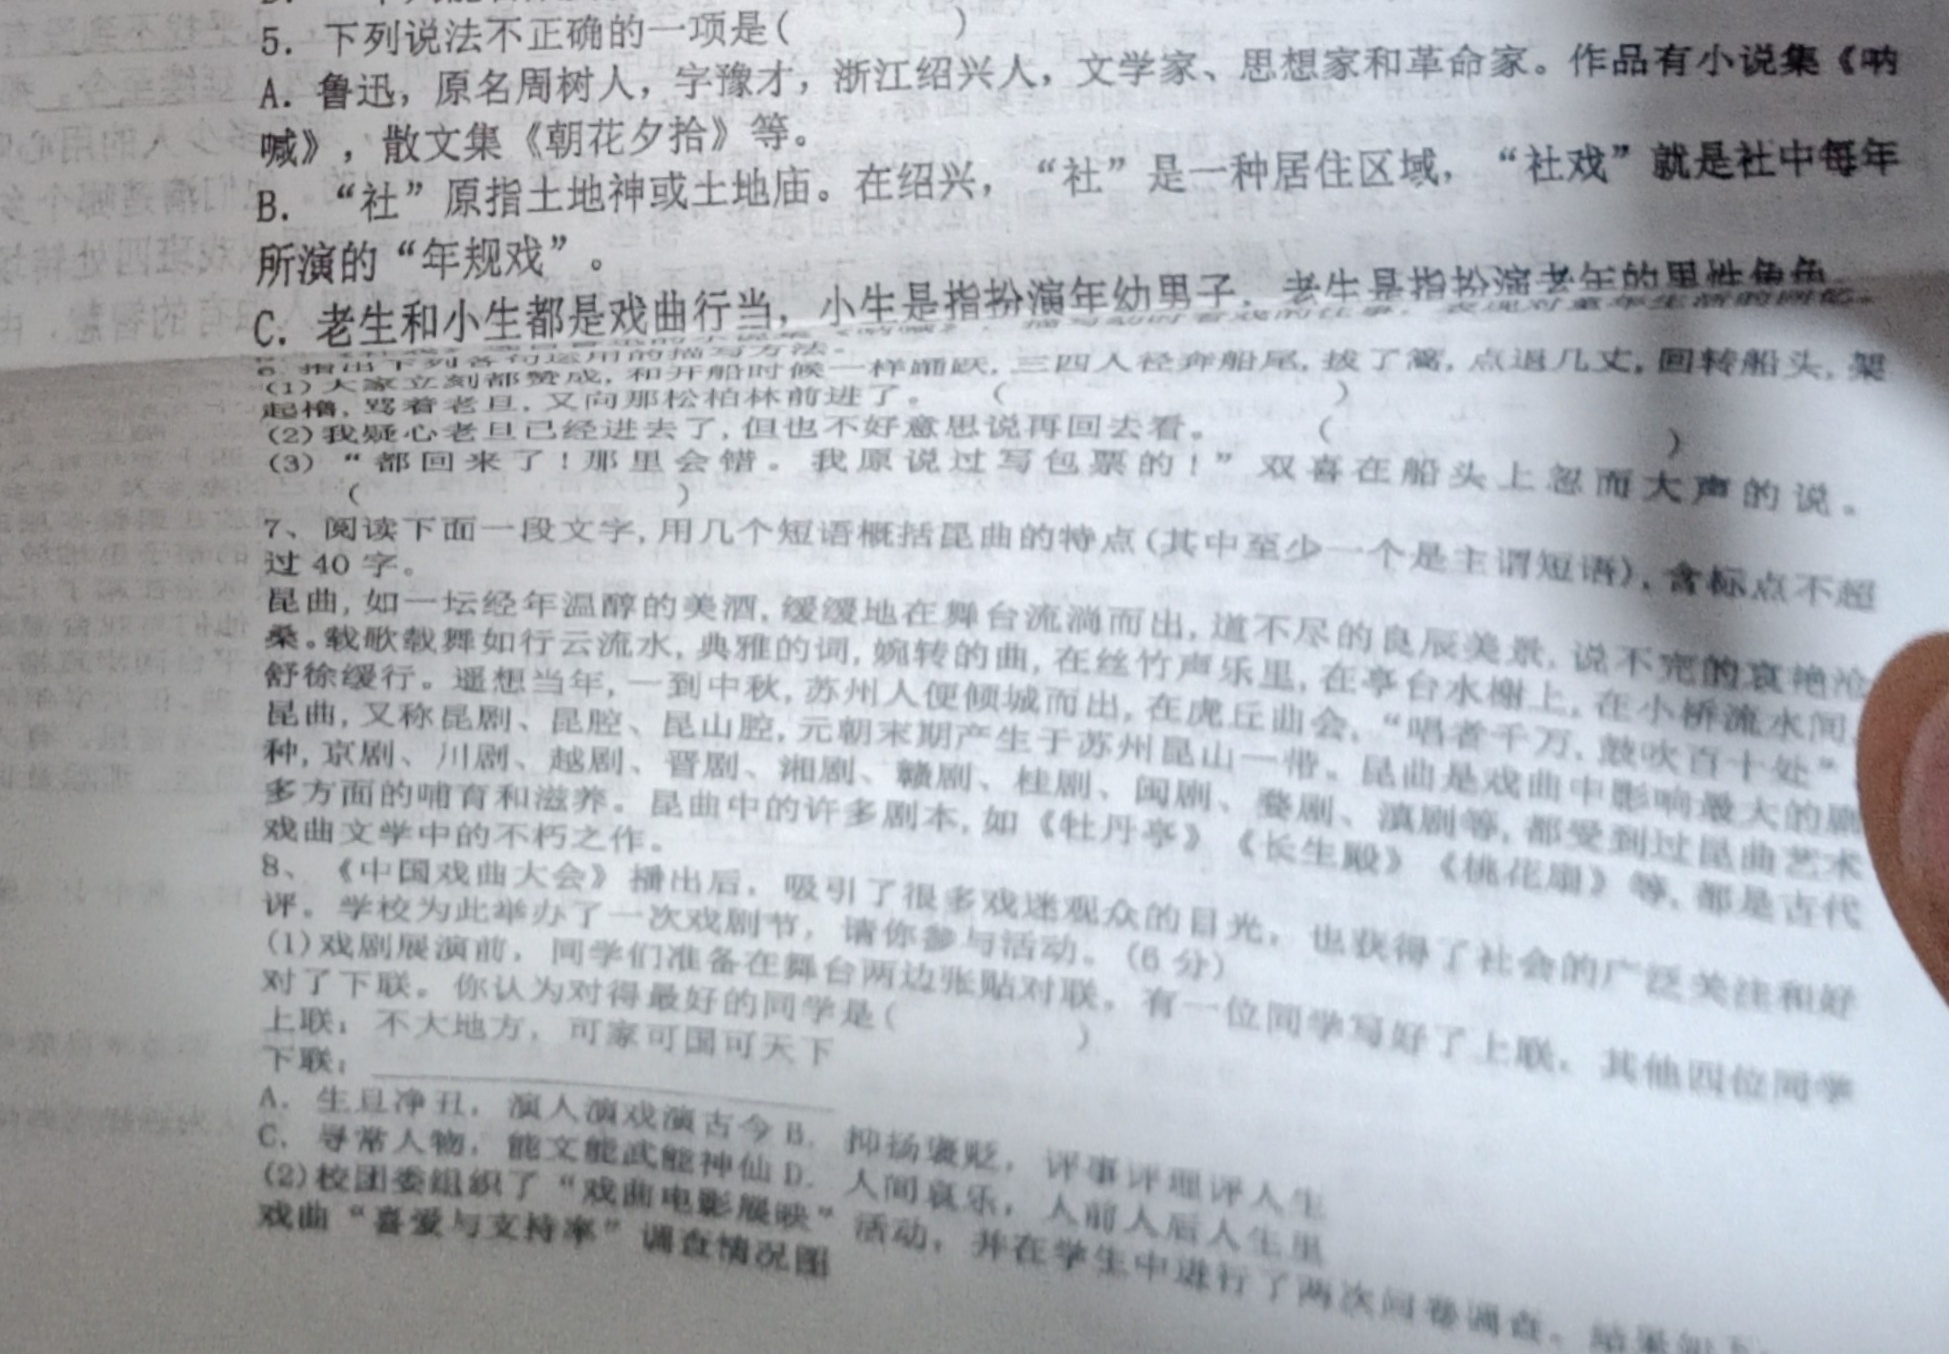 5. 下列说法不正确的一项是( )
A. 鲁迅，原名周树人，字豫才，浙江绍兴人，文学家、思想家和革命家。作品有小说集《呐
喊》，散文集《朝花夕拾》等。
B. “社”原指土地神或土地庙。在绍兴，“社”是一种居住区域，“社戏”就是社中每年
所演的“年规戏”。
C. 老生和小生都是戏曲行当，小生是指扮演年幼男子，老生是指扮演老年的男性角色
6. 指出下列各句运用的描写方法。
(1)大家立刻都赞成，和开船时候一样踊跃，三四人径奔船尾，拔了篙，点退几丈，回转船头，架
起橹，骂着老旦，又向那松柏林前进了。 ( )
(2)我疑心老旦已经进去了，但也不好意思说再回去看。 ( )
(3)“都回来了！那里会错。我原说过写包票的！”双喜在船头上忽而大声的说。
( )
7、阅读下面一段文字，用几个短语概括昆曲的特点(其中至少一个是主谓短语)，含标点不超
过40字。
昆曲，如一坛经年温醇的美酒，缓缓地在舞台流淌而出，道不尽的良辰美景，说不完的哀艳沧
桑。载歌载舞如行云流水，典雅的词，婉转的曲，在丝竹声乐里，在亭台水榭上，在小桥流水间，
舒徐缓行。遥想当年，一到中秋，苏州人便倾城而出，在虎丘曲会，“唱者千万，鼓吹百十处”
昆曲，又称昆剧、昆腔、昆山腔，元朝末期产生于苏州昆山一带。昆曲是戏曲中影响最大的剧
种，京剧、川剧、越剧、晋剧、湘剧、赣剧、桂剧、闽剧、婺剧、滇剧等，都受到过昆曲艺术
多方面的哺育和滋养。昆曲中的许多剧本，如《牡丹亭》《长生殿》《桃花扇》等，都是古代
戏曲文学中的不朽之作。
8、《中国戏曲大会》播出后，吸引了很多戏迷观众的目光，也获得了社会的广泛关注和好
评。学校为此举办了一次戏剧节，请你参与活动。(6分)
(1)戏剧展演前，同学们准备在舞台两边张贴对联，有一位同学写好了上联，其他四位同学
对了下联。你认为对得最好的同学是( )
上联：不大地方，可家可国可天下
下联：
A. 生旦净丑，演人演戏演古今 B. 抑扬褒贬，评事评理评人生
C. 寻常人物，能文能武能神仙 D. 人间哀乐，人前人后人生里
(2)校团委组织了“戏曲电影展映”活动，并在学生中进行了两次问卷调查。结果如下
戏曲“喜爱与支持率”调查情况图